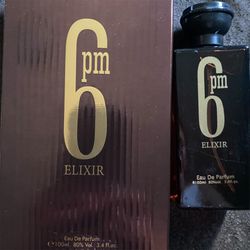 6
pm
ELIXIR
Eau De Parfum
℮100ml 80% Vol 3.4 fl.oz
6
pm
ELIXIR
Eau De Parfum